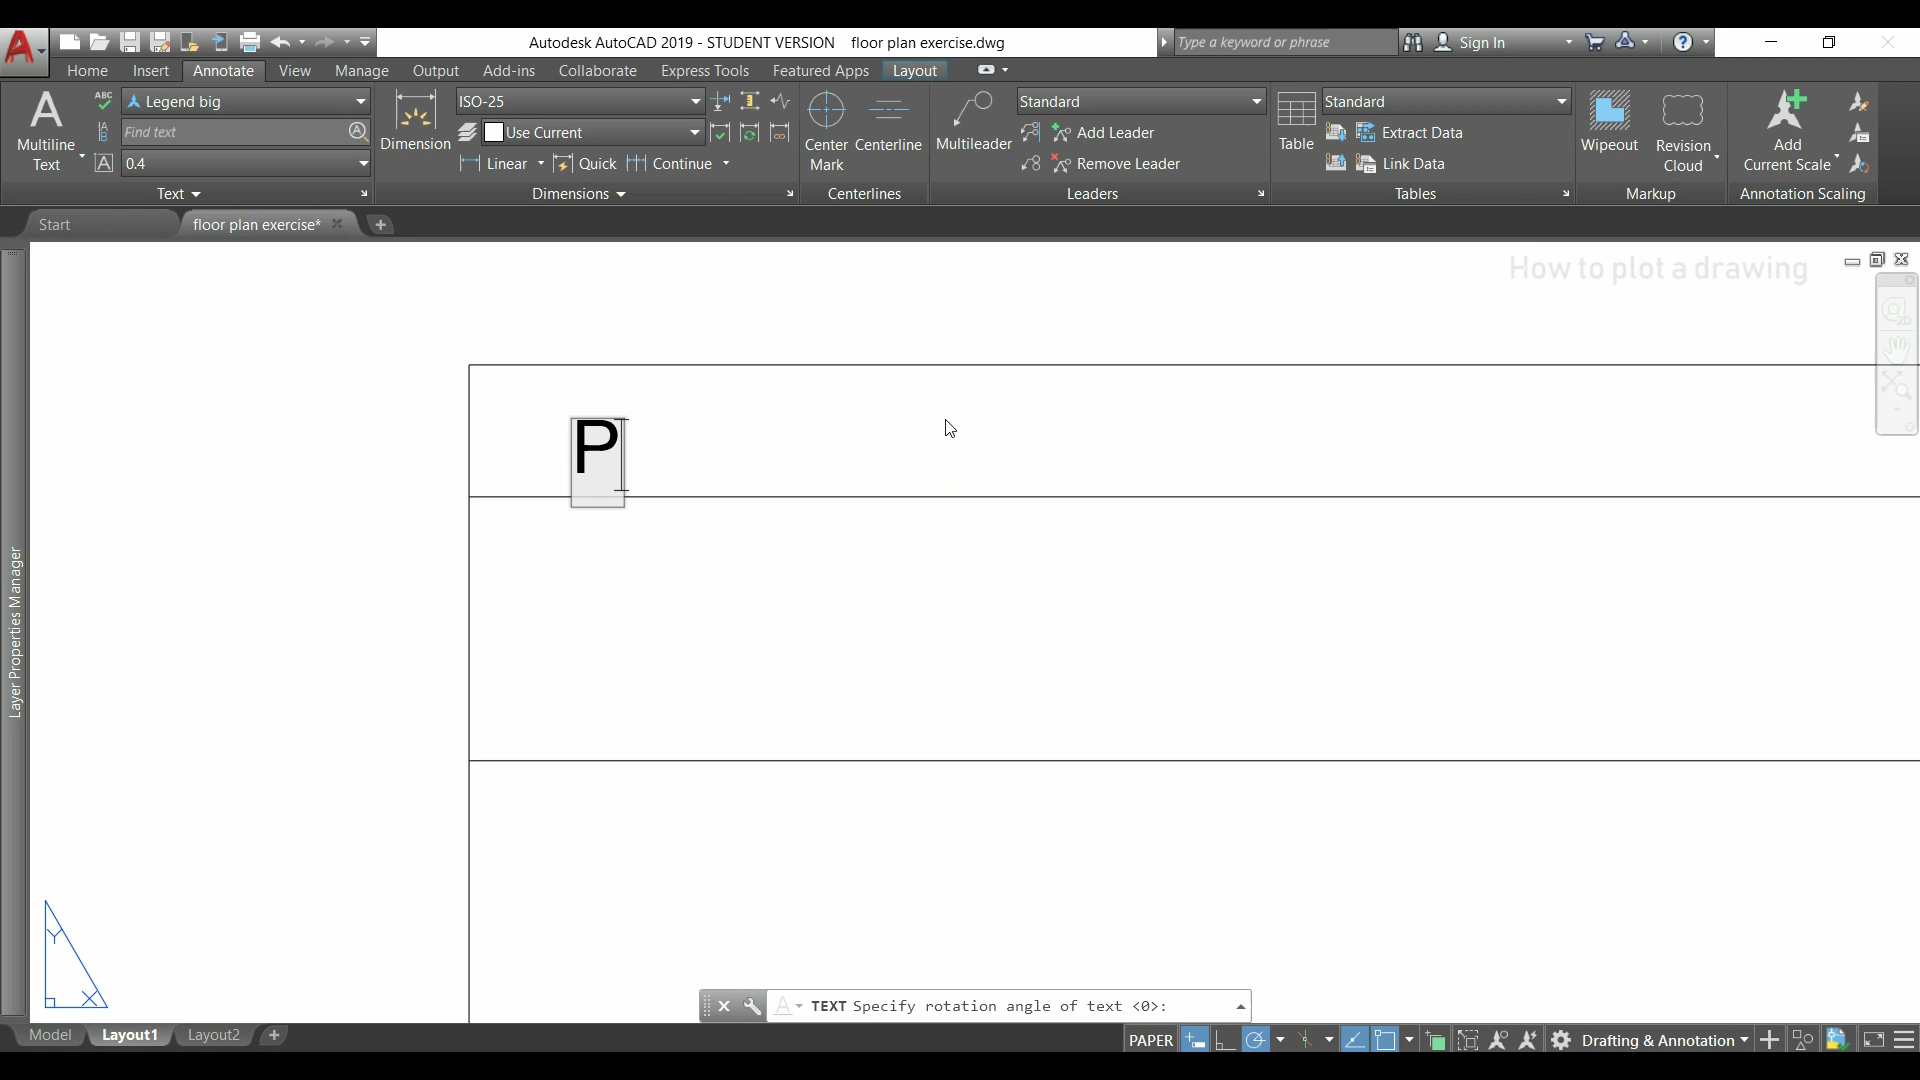 Autodesk AutoCAD 2019 - STUDENT VERSION floor plan exercise.dwg
Type a keyword or phrase
Sign In
Home Insert Annotate View Manage Output Add-ins Collaborate Express Tools Featured Apps Layout
Multiline Text
ABC
Legend big
Find text
0.4
Text
Dimension
ISO-25
Use Current
Linear Quick Continue
Dimensions
Center Mark
Centerline
Centerlines
Multileader
Standard
Add Leader
Remove Leader
Leaders
Table
Standard
Extract Data
Link Data
Tables
Wipeout
Revision Cloud
Markup
Add Current Scale
Annotation Scaling
Start
floor plan exercise*
How to plot a drawing
2D
P
Layer Properties Manager
Y
X
TEXT Specify rotation angle of text <0>:
Model Layout1 Layout2
PAPER
Drafting & Annotation